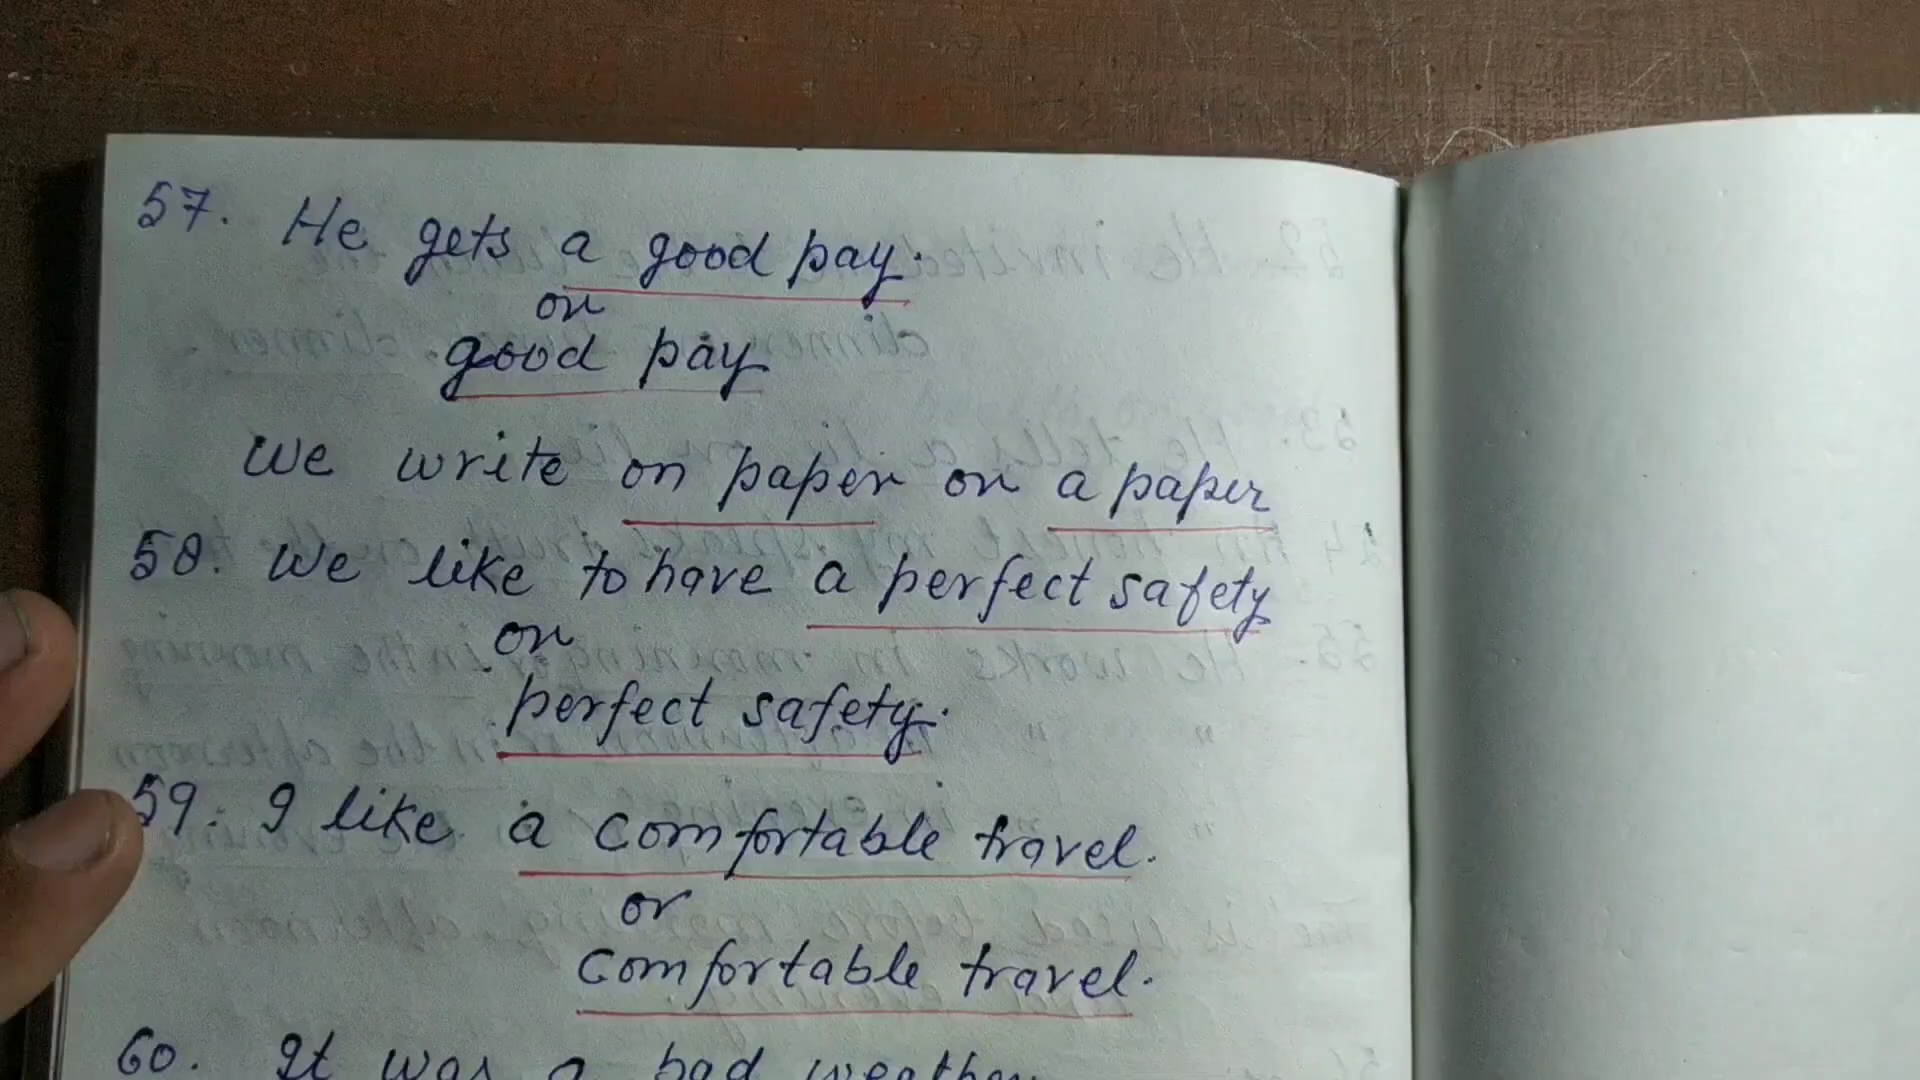 57. He gets a good pay.
or
good pay
We write on paper or a paper
58. We like to have a perfect safety
or
perfect safety.
59. I like a comfortable travel.
or
comfortable travel.
60. It was a bad weather